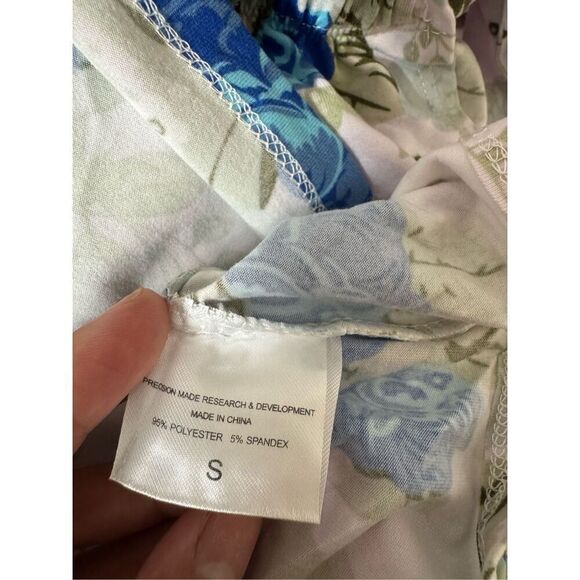 PRECISION MADE RESEARCH & DEVELOPMENT
MADE IN CHINA
95% POLYESTER 5% SPANDEX
S